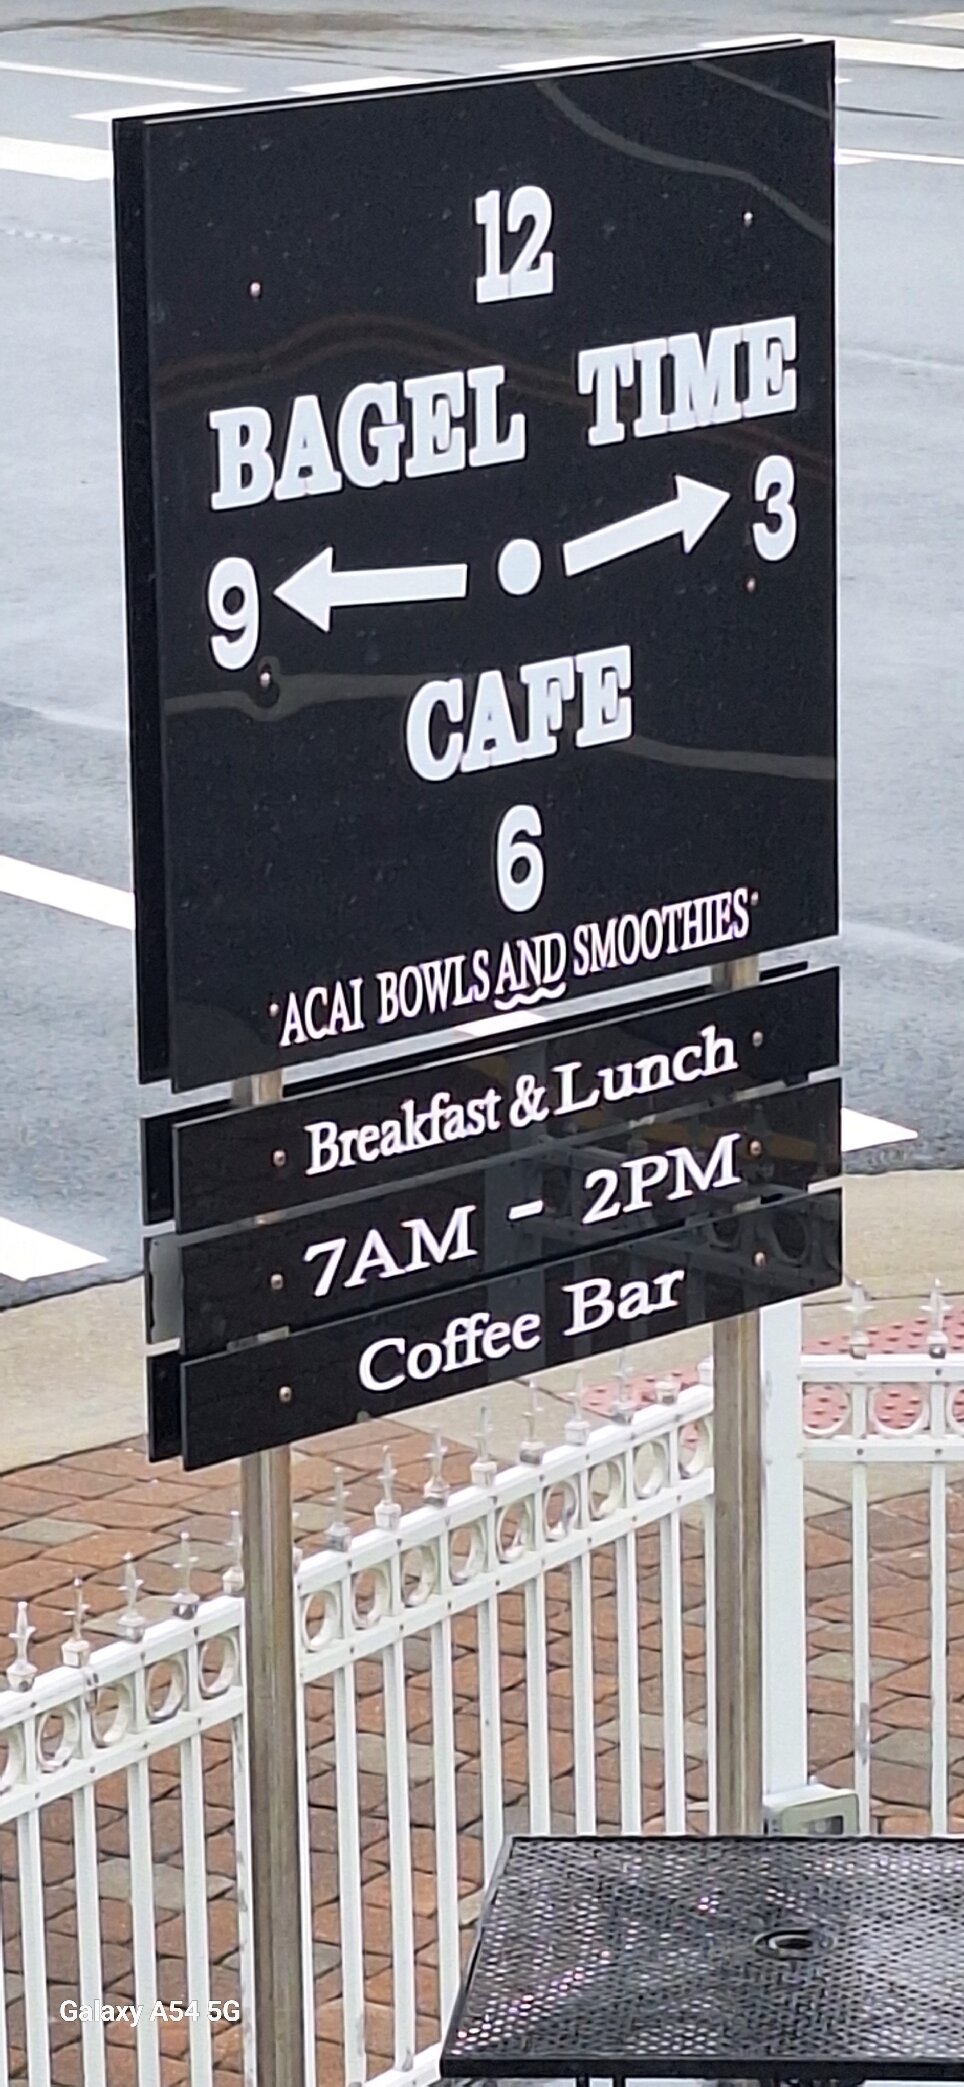 12
BAGEL TIME
9 3
CAFE
6
ACAI BOWLS AND SMOOTHIES
Breakfast & Lunch
7AM - 2PM
Coffee Bar
Galaxy A54 5G